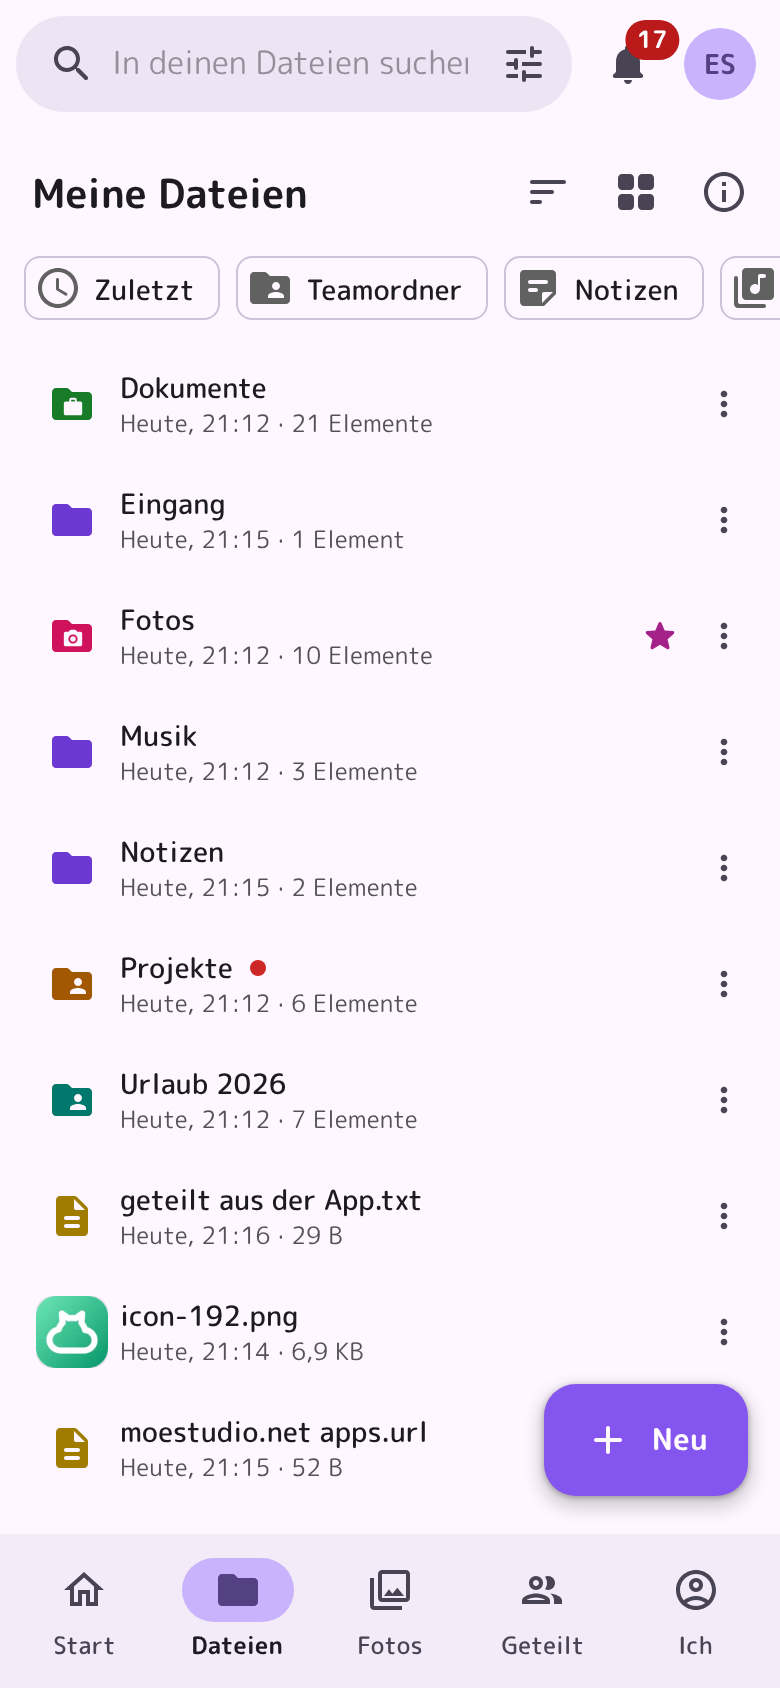 In deinen Dateien suchen
17
ES
Meine Dateien
Zuletzt
Teamordner
Notizen
Dokumente
Heute, 21:12 · 21 Elemente
Eingang
Heute, 21:15 · 1 Element
Fotos
Heute, 21:12 · 10 Elemente
Musik
Heute, 21:12 · 3 Elemente
Notizen
Heute, 21:15 · 2 Elemente
Projekte
Heute, 21:12 · 6 Elemente
Urlaub 2026
Heute, 21:12 · 7 Elemente
geteilt aus der App.txt
Heute, 21:16 · 29 B
icon-192.png
Heute, 21:14 · 6,9 KB
moestudio.net apps.url
Heute, 21:15 · 52 B
Neu
Start
Dateien
Fotos
Geteilt
Ich